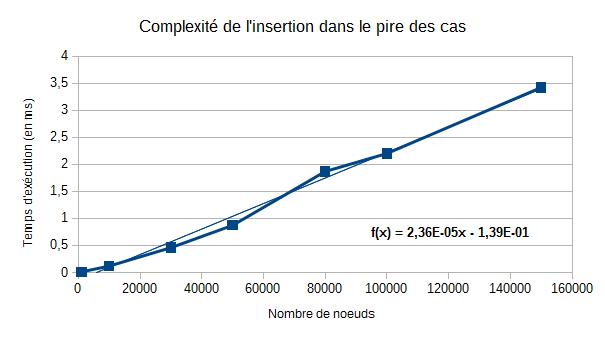 Complexité de l'insertion dans le pire des cas
4
3,5
3
2,5
2
1,5
1
0,5
0
Temps d'exécution (en ms)
f(x) = 2,36E-05x - 1,39E-01
0 20000 40000 60000 80000 100000 120000 140000 160000
Nombre de noeuds